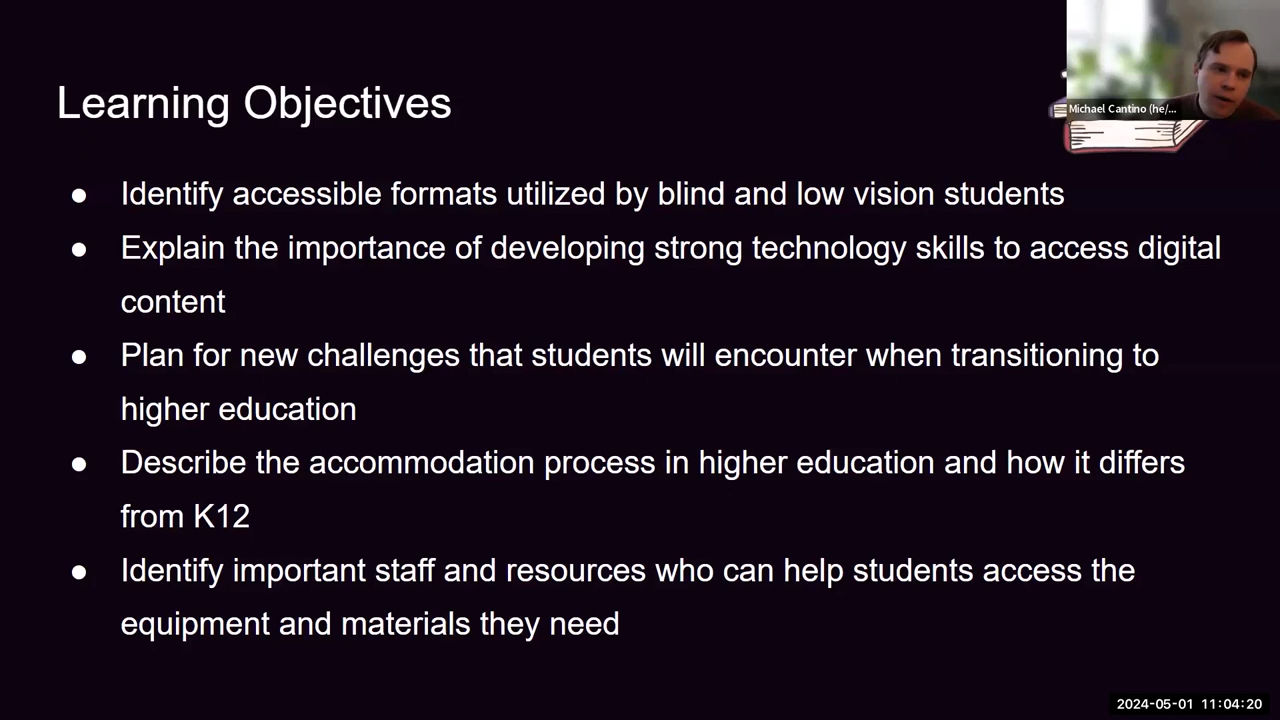 Learning Objectives
Michael Cantino (he/...
● Identify accessible formats utilized by blind and low vision students
● Explain the importance of developing strong technology skills to access digital
content
● Plan for new challenges that students will encounter when transitioning to
higher education
● Describe the accommodation process in higher education and how it differs
from K12
● Identify important staff and resources who can help students access the
equipment and materials they need
2024-05-01 11:04:20